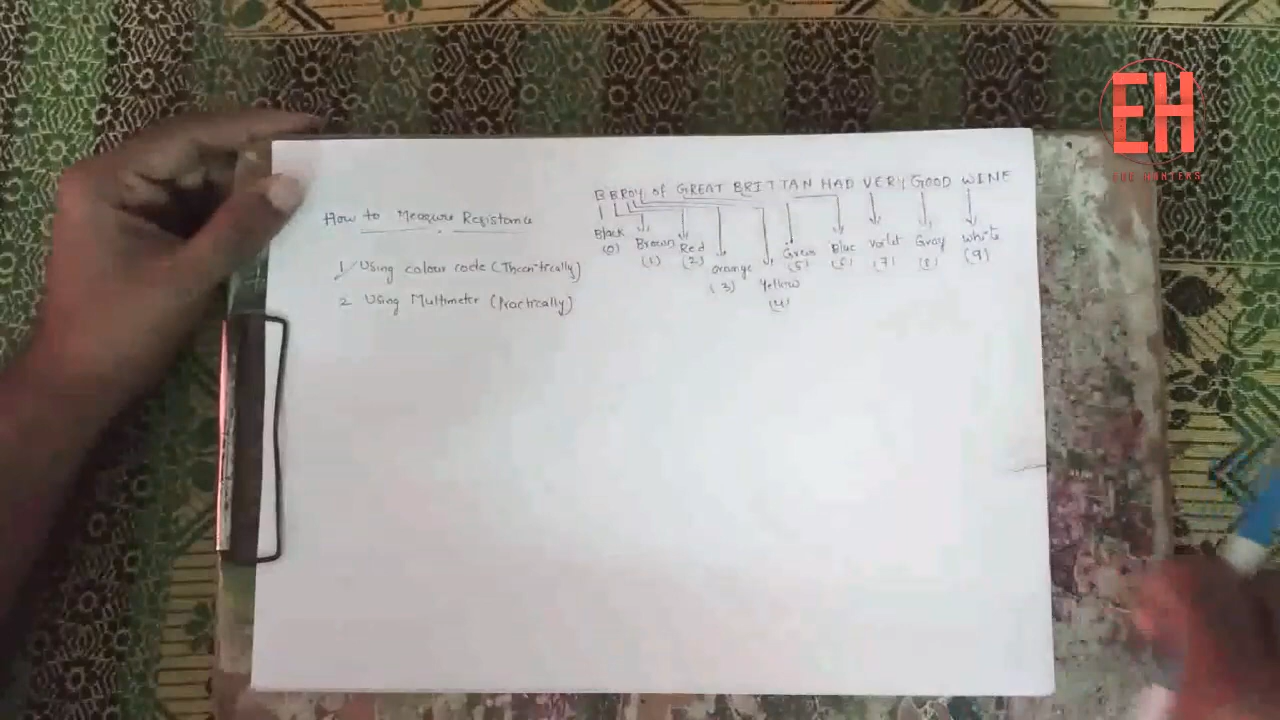 How to Measure Resistance
1 Using colour code (Theoritically)
2 Using Multimeter (Practically)
B BROY of GREAT BRITTAN HAD VERY GOOD WINE
Black Brown Red Orange Yellow Green Blue Violet Gray White
(0) (1) (2) (3) (4) (5) (6) (7) (8) (9)
EH